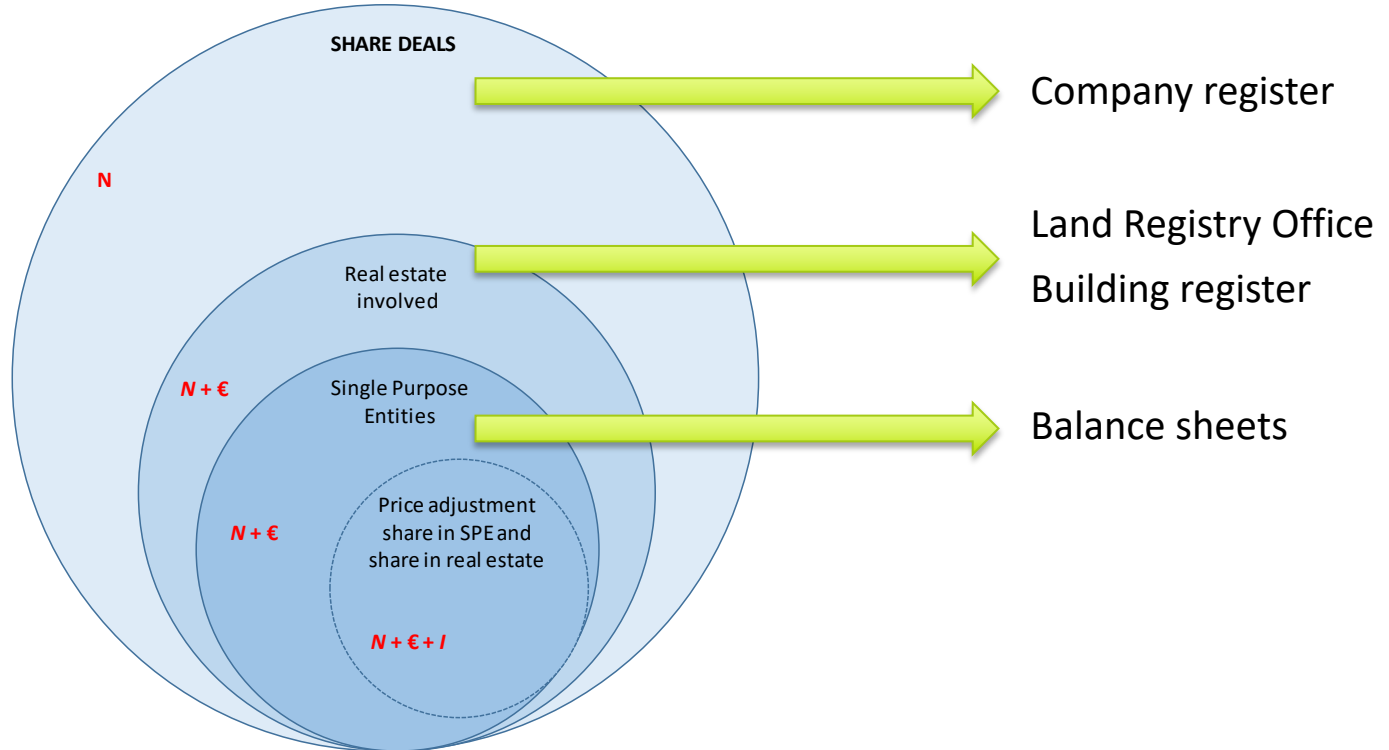 SHARE DEALS
Company register
N
Land Registry Office
Real estate
involved
Building register
N + €
Single Purpose
Entities
Balance sheets
Price adjustment
share in SPE and
share in real estate
N + €
N + € + I